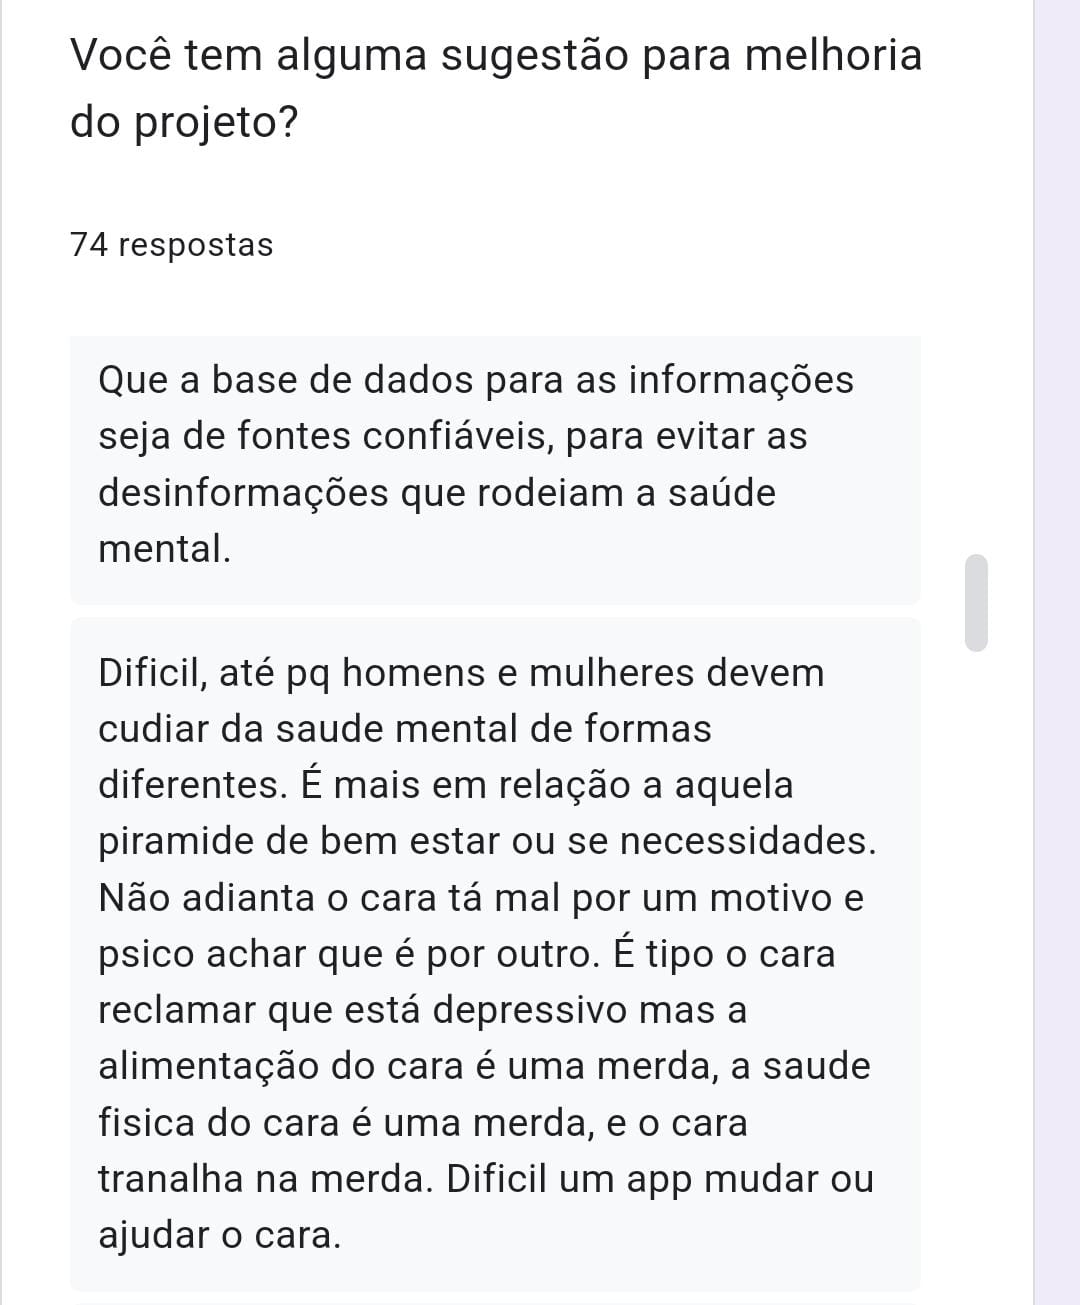 Você tem alguma sugestão para melhoria
do projeto?
74 respostas
Que a base de dados para as informações
seja de fontes confiáveis, para evitar as
desinformações que rodeiam a saúde
mental.
Dificil, até pq homens e mulheres devem
cudiar da saude mental de formas
diferentes. É mais em relação a aquela
piramide de bem estar ou se necessidades.
Não adianta o cara tá mal por um motivo e
psico achar que é por outro. É tipo o cara
reclamar que está depressivo mas a
alimentação do cara é uma merda, a saude
fisica do cara é uma merda, e o cara
tranalha na merda. Dificil um app mudar ou
ajudar o cara.